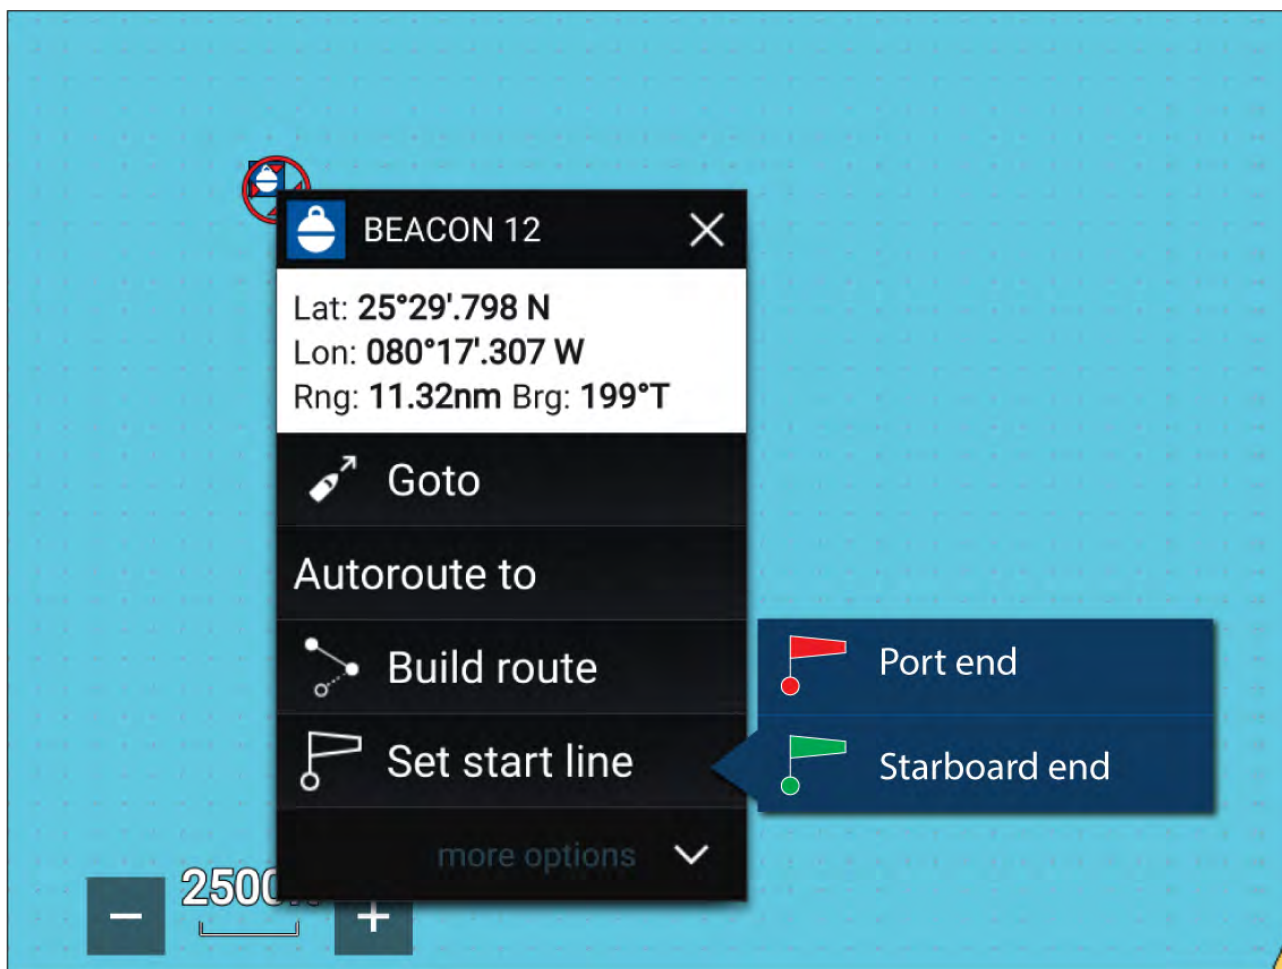 BEACON 12
Lat: 25°29'.798 N
Lon: 080°17'.307 W
Rng: 11.32nm Brg: 199°T
Goto
Autoroute to
Build route
Port end
Set start line
Starboard end
more options